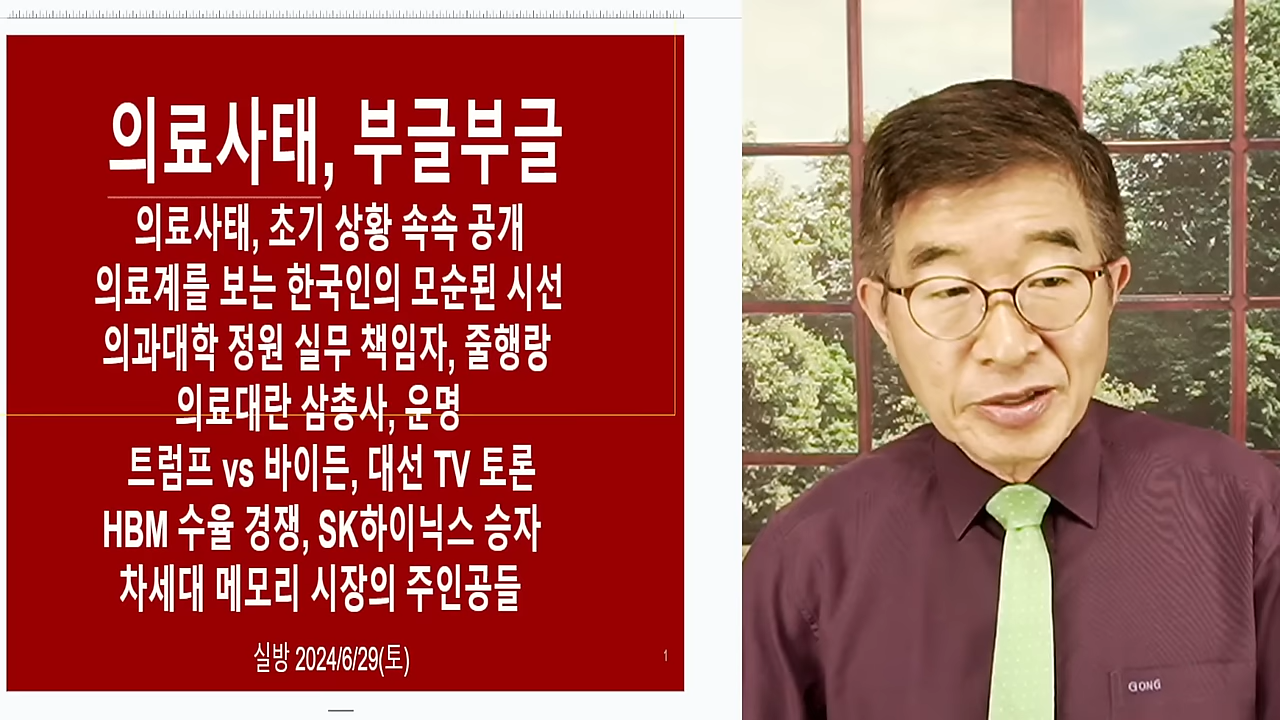 의료사태, 부글부글
의료사태, 초기 상황 속속 공개
의료계를 보는 한국인의 모순된 시선
의과대학 정원 실무 책임자, 줄행랑
의료대란 삼총사, 운명
트럼프 vs 바이든, 대선 TV 토론
HBM 수율 경쟁, SK하이닉스 승자
차세대 메모리 시장의 주인공들
실방 2024/6/29(토)
1
GONG